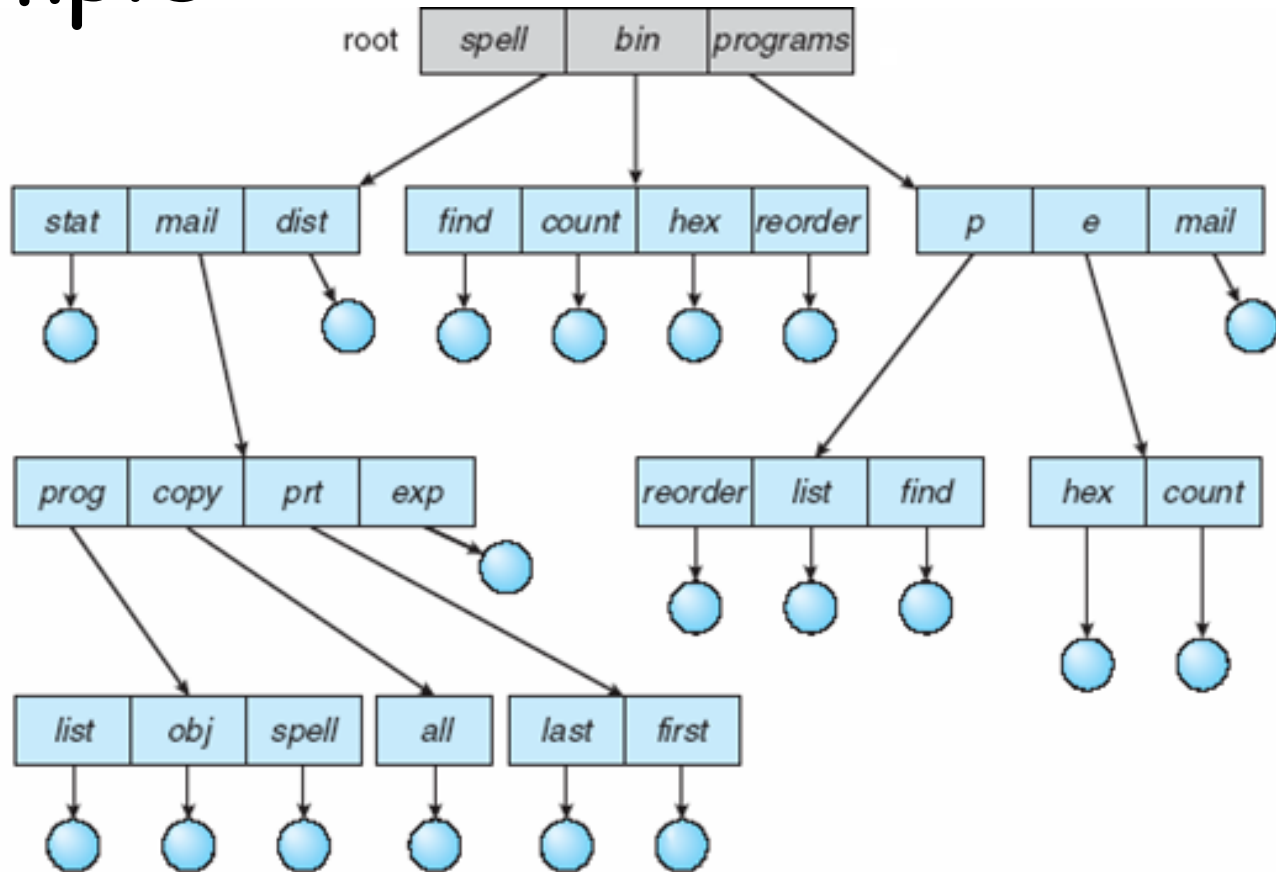 root spell bin programs
stat mail dist find count hex reorder p e mail
prog copy prt exp reorder list find hex count
list obj spell all last first